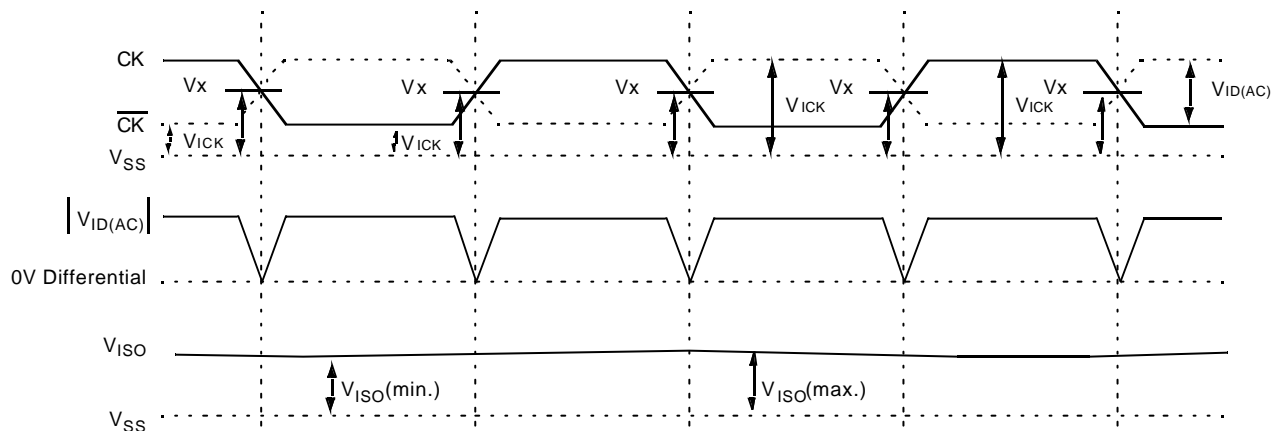 CK
Vx Vx Vx Vx Vx
VICK VICK VID(AC)
CK
VICK VICK
VSS
|VID(AC)|
0V Differential
VISO
VISO(min.) VISO(max.)
VSS